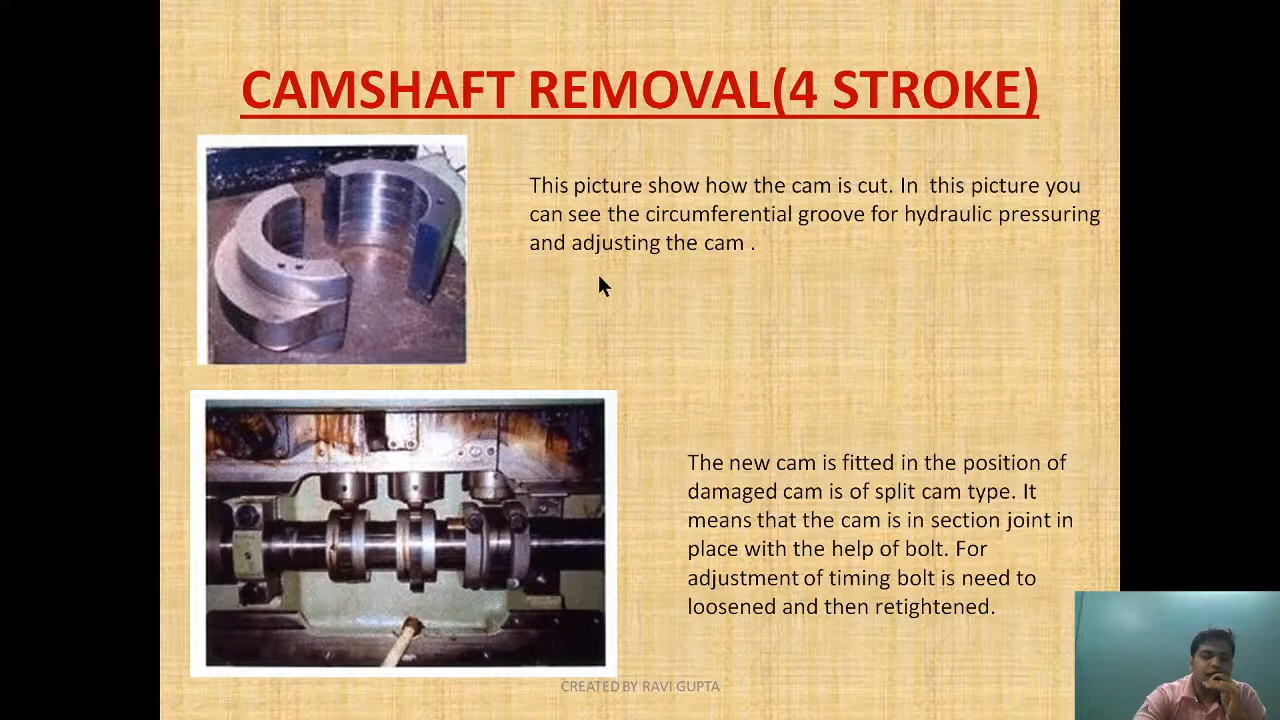 CAMSHAFT REMOVAL(4 STROKE)
This picture show how the cam is cut. In  this picture you
can see the circumferential groove for hydraulic pressuring
and adjusting the cam .
The new cam is fitted in the position of
damaged cam is of split cam type. It
means that the cam is in section joint in
place with the help of bolt. For
adjustment of timing bolt is need to
loosened and then retightened.
CREATED BY RAVI GUPTA